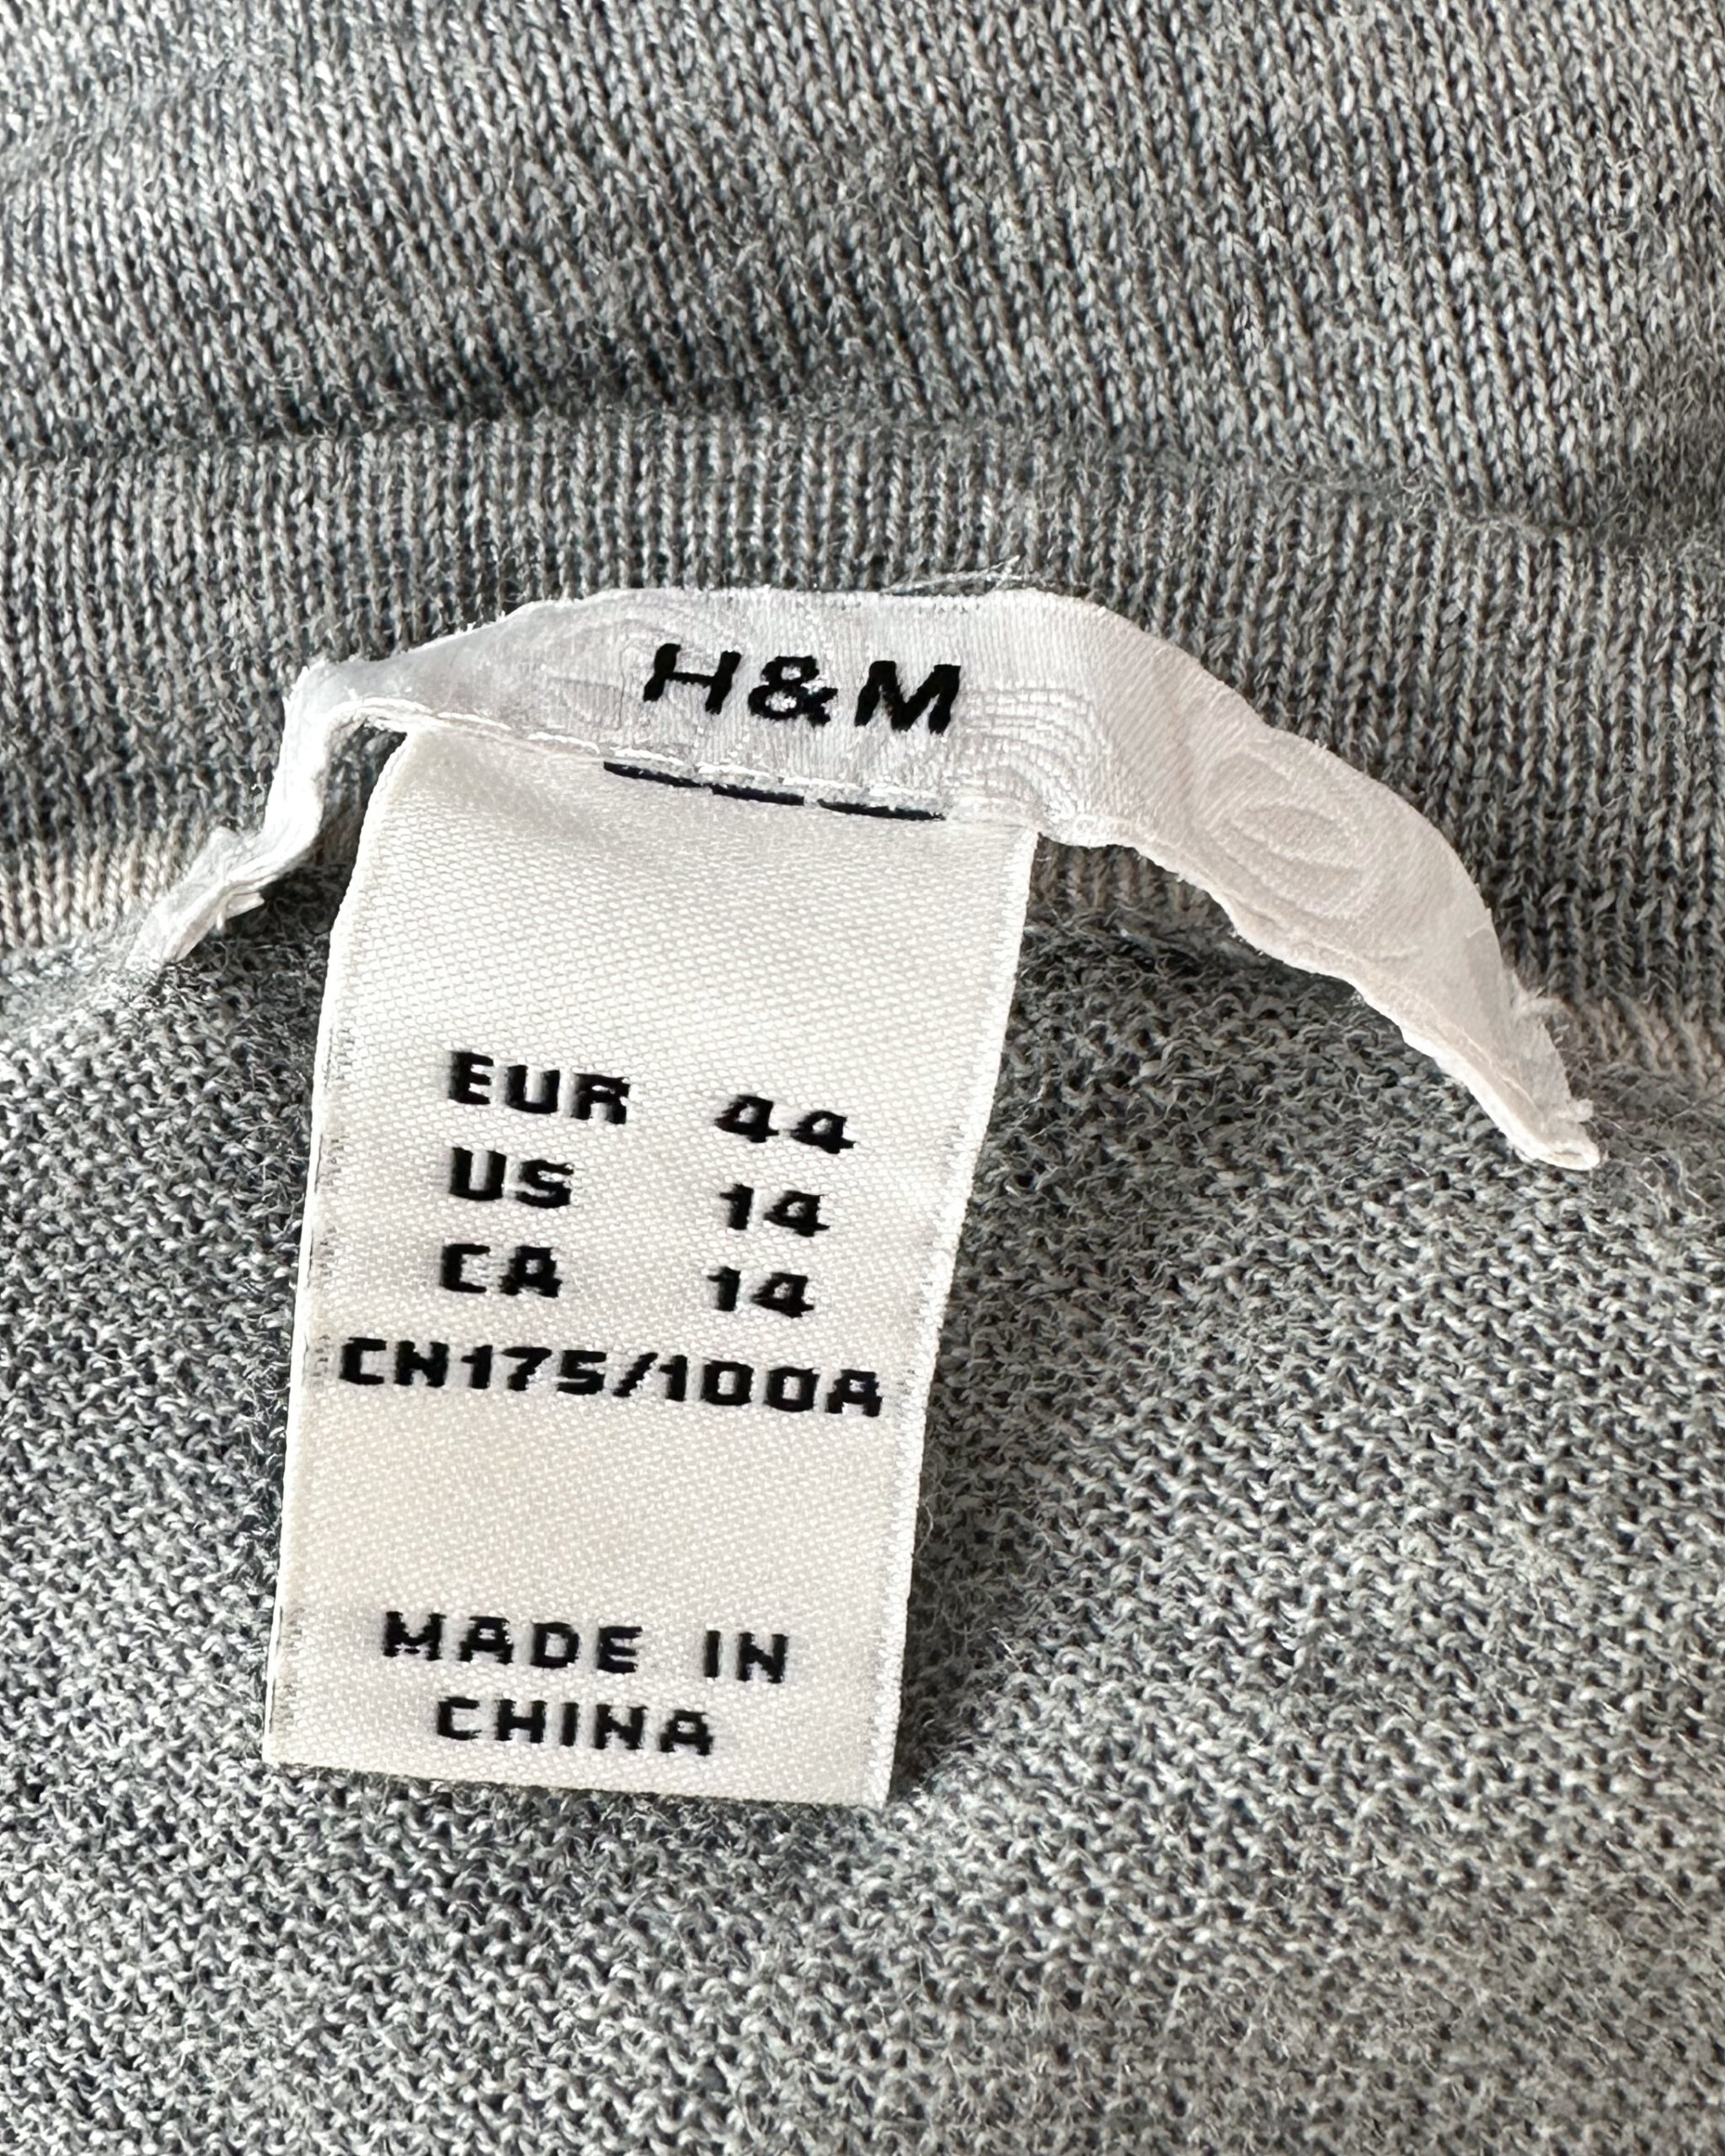 H&M
EUR 44
US 14
CA 14
CN175/100A
MADE IN
CHINA